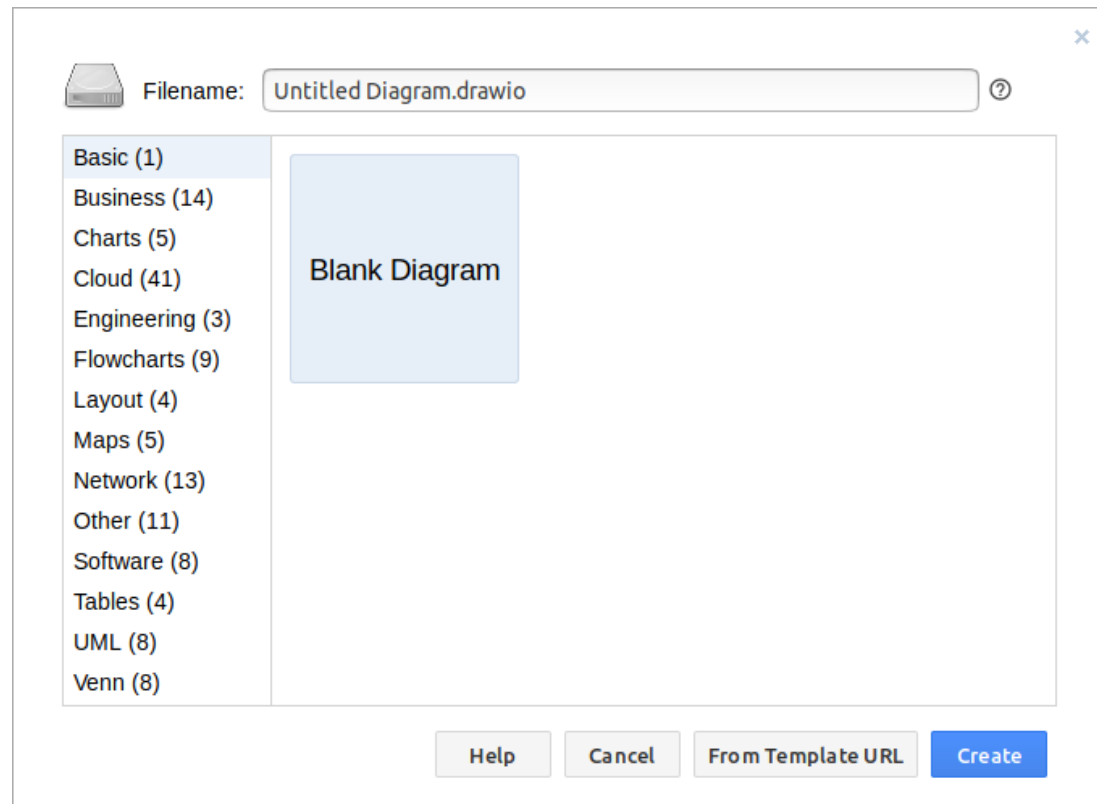 Filename: Untitled Diagram.drawio
Basic (1)
Business (14)
Charts (5)
Cloud (41)
Engineering (3)
Flowcharts (9)
Layout (4)
Maps (5)
Network (13)
Other (11)
Software (8)
Tables (4)
UML (8)
Venn (8)
Blank Diagram
Help Cancel From Template URL Create